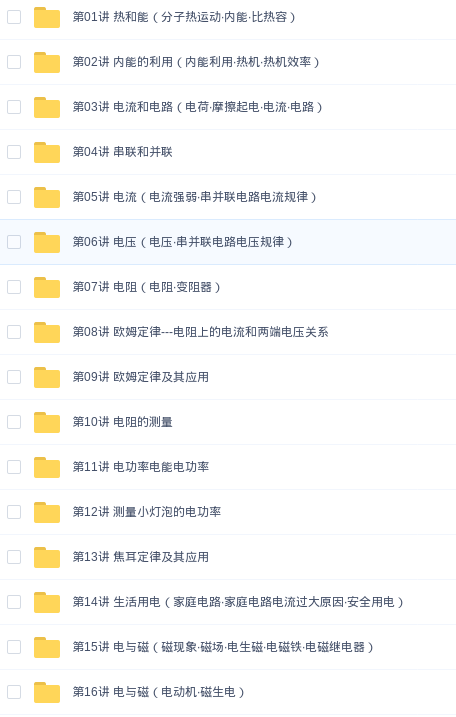 第01讲 热和能（分子热运动·内能·比热容）
第02讲 内能的利用（内能利用·热机·热机效率）
第03讲 电流和电路（电荷·摩擦起电·电流·电路）
第04讲 串联和并联
第05讲 电流（电流强弱·串并联电路电流规律）
第06讲 电压（电压·串并联电路电压规律）
第07讲 电阻（电阻·变阻器）
第08讲 欧姆定律---电阻上的电流和两端电压关系
第09讲 欧姆定律及其应用
第10讲 电阻的测量
第11讲 电功率电能电功率
第12讲 测量小灯泡的电功率
第13讲 焦耳定律及其应用
第14讲 生活用电（家庭电路·家庭电路电流过大原因·安全用电）
第15讲 电与磁（磁现象·磁场·电生磁·电磁铁·电磁继电器）
第16讲 电与磁（电动机·磁生电）